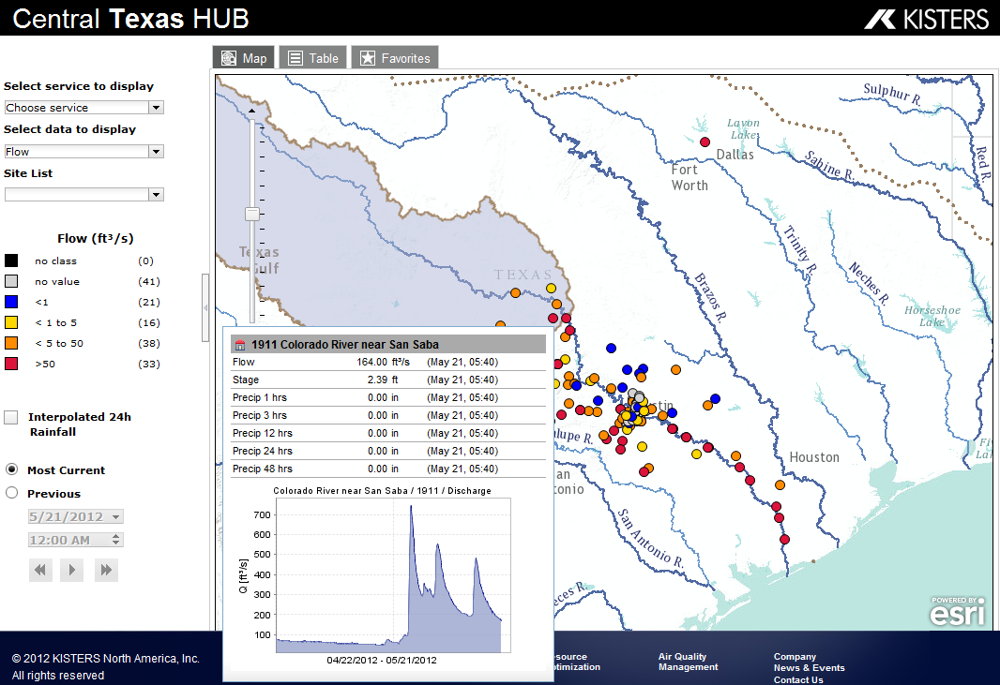 Central Texas HUB
KISTERS
Map
Table
Favorites
Select service to display
Choose service
Select data to display
Flow
Site List
Flow (ft³/s)
no class (0)
no value (41)
<1 (21)
< 1 to 5 (16)
< 5 to 50 (38)
>50 (33)
Interpolated 24h
Rainfall
Most Current
Previous
5/21/2012
12:00 AM
Sulphur R.
Lavon
Lake
Dallas
Fort
Worth
Sabine R.
Red R.
Texas
Gulf
TEXAS
Trinity R.
Neches R.
Brazos R.
Horseshoe
Lake
Houston
stin
alupe R.
an
tonio
San Antonio R.
eces R.
POWERED BY
esri
1911 Colorado River near San Saba
Flow 164.00 ft³/s (May 21, 05:40)
Stage 2.39 ft (May 21, 05:40)
Precip 1 hrs 0.00 in (May 21, 05:40)
Precip 3 hrs 0.00 in (May 21, 05:40)
Precip 12 hrs 0.00 in (May 21, 05:40)
Precip 24 hrs 0.00 in (May 21, 05:40)
Precip 48 hrs 0.00 in (May 21, 05:40)
Colorado River near San Saba / 1911 / Discharge
Q [ft³/s]
700
600
500
400
300
200
100
04/22/2012 - 05/21/2012
© 2012 KISTERS North America, Inc.
All rights reserved
esource
ptimization
Air Quality
Management
Company
News & Events
Contact Us